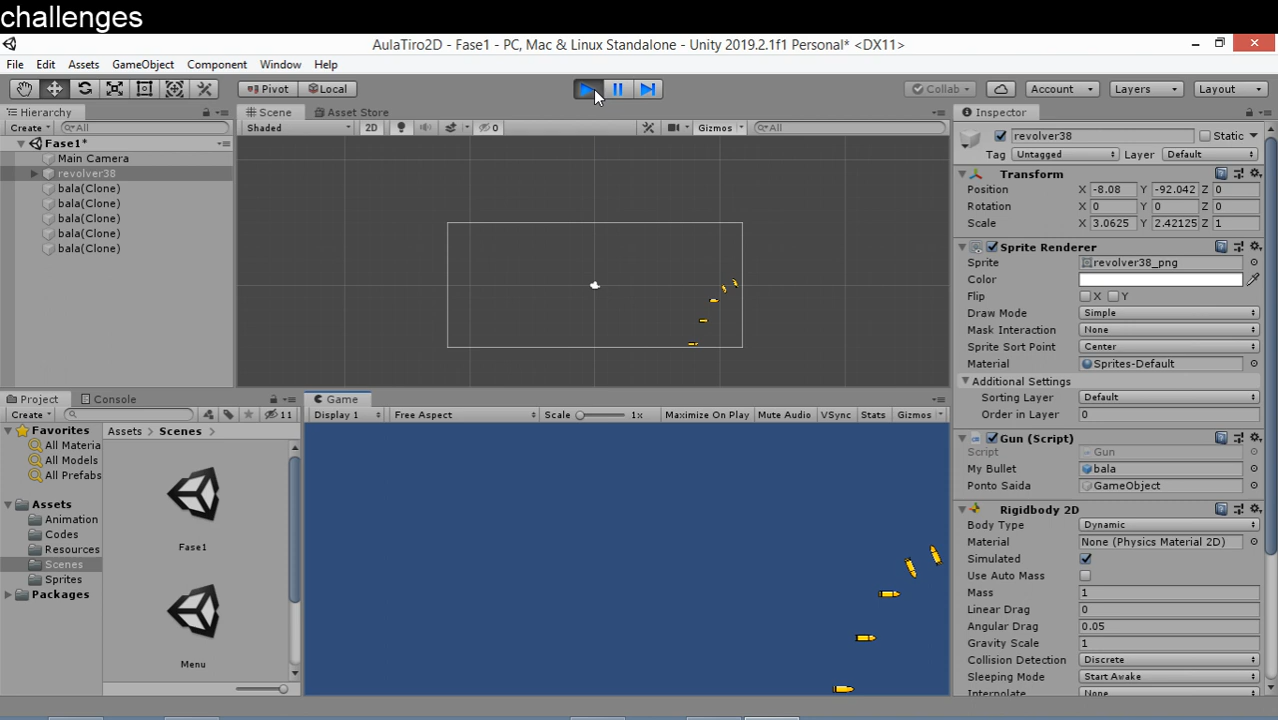 challenges
AulaTiro2D - Fase1 - PC, Mac & Linux Standalone - Unity 2019.2.1f1 Personal* <DX11>
File Edit Assets GameObject Component Window Help
Pivot Local Collab Account Layers Layout
Hierarchy
Create All
Fase1*
Main Camera
revolver38
bala(Clone)
bala(Clone)
bala(Clone)
bala(Clone)
bala(Clone)
Scene Asset Store
Shaded 2D 0 Gizmos All
Project Console
Create 11
Favorites
All Materia
All Models
All Prefabs
Assets
Animation
Codes
Resources
Scenes
Sprites
Packages
Assets Scenes
Fase1
Menu
Game
Display 1 Free Aspect Scale 1x Maximize On Play Mute Audio VSync Stats Gizmos
Inspector
revolver38 Static
Tag Untagged Layer Default
Transform
Position X -8.08 Y -92.042 Z 0
Rotation X 0 Y 0 Z 0
Scale X 3.0625 Y 2.42125 Z 1
Sprite Renderer
Sprite revolver38_png
Color
Flip X Y
Draw Mode Simple
Mask Interaction None
Sprite Sort Point Center
Material Sprites-Default
Additional Settings
Sorting Layer Default
Order in Layer 0
Gun (Script)
Script Gun
My Bullet bala
Ponto Saida GameObject
Rigidbody 2D
Body Type Dynamic
Material None (Physics Material 2D)
Simulated
Use Auto Mass
Mass 1
Linear Drag 0
Angular Drag 0.05
Gravity Scale 1
Collision Detection Discrete
Sleeping Mode Start Awake
Interpolate None